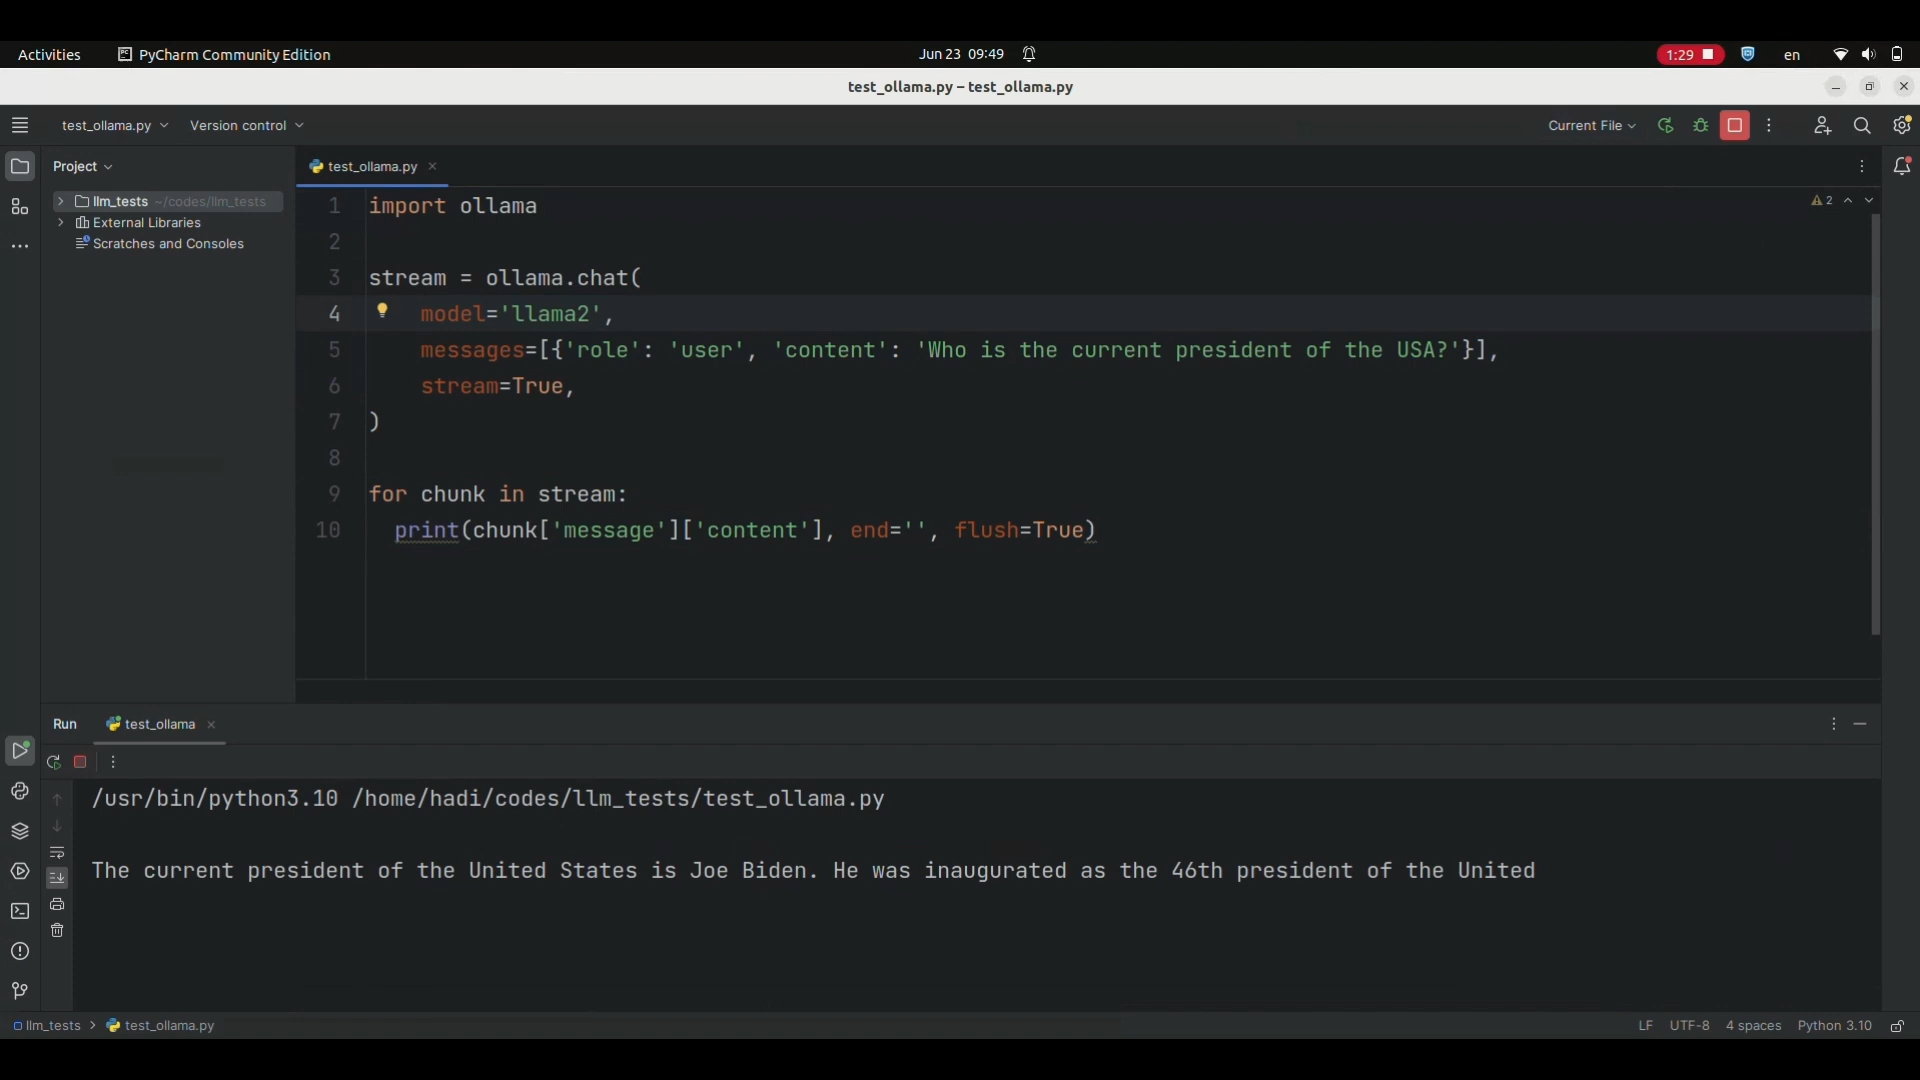 Activities
PyCharm Community Edition
Jun 23 09:49
1:29
en
test_ollama.py – test_ollama.py
test_ollama.py
Version control
Current File
Project
test_ollama.py
llm_tests ~/codes/llm_tests
External Libraries
Scratches and Consoles
2
1 import ollama
2
3 stream = ollama.chat(
4     model='llama2',
5     messages=[{'role': 'user', 'content': 'Who is the current president of the USA?'}],
6     stream=True,
7 )
8
9 for chunk in stream:
10   print(chunk['message']['content'], end='', flush=True)
Run
test_ollama
/usr/bin/python3.10 /home/hadi/codes/llm_tests/test_ollama.py
The current president of the United States is Joe Biden. He was inaugurated as the 46th president of the United
llm_tests > test_ollama.py
LF UTF-8 4 spaces Python 3.10